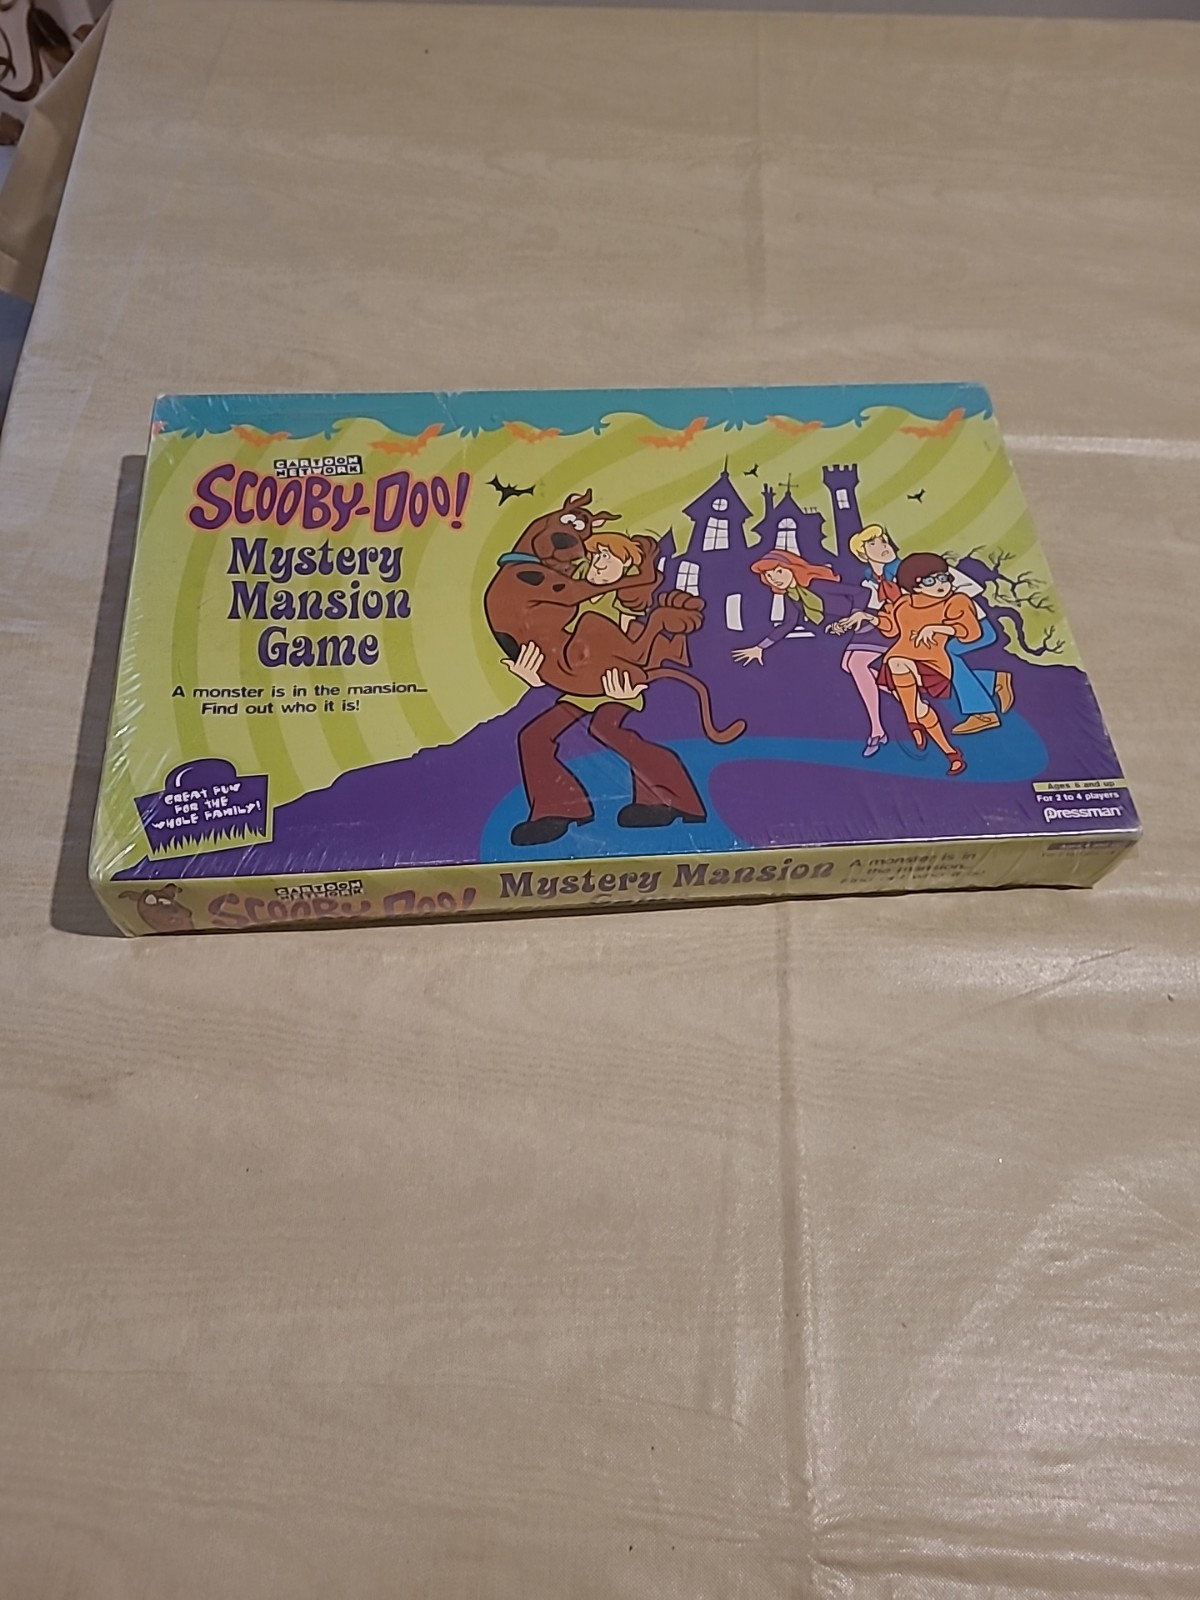 CARTOON
NETWORK
SCOOBY-DOO!
Mystery
Mansion
Game
A monster is in the mansion...
Find out who it is!
GREAT FUN
FOR THE
WHOLE FAMILY!
Ages 6 and up
For 2 to 4 players
Pressman
CARTOON
NETWORK
SCOOBY-DOO!
Mystery Mansion
Game
A monster is in
the mansion...